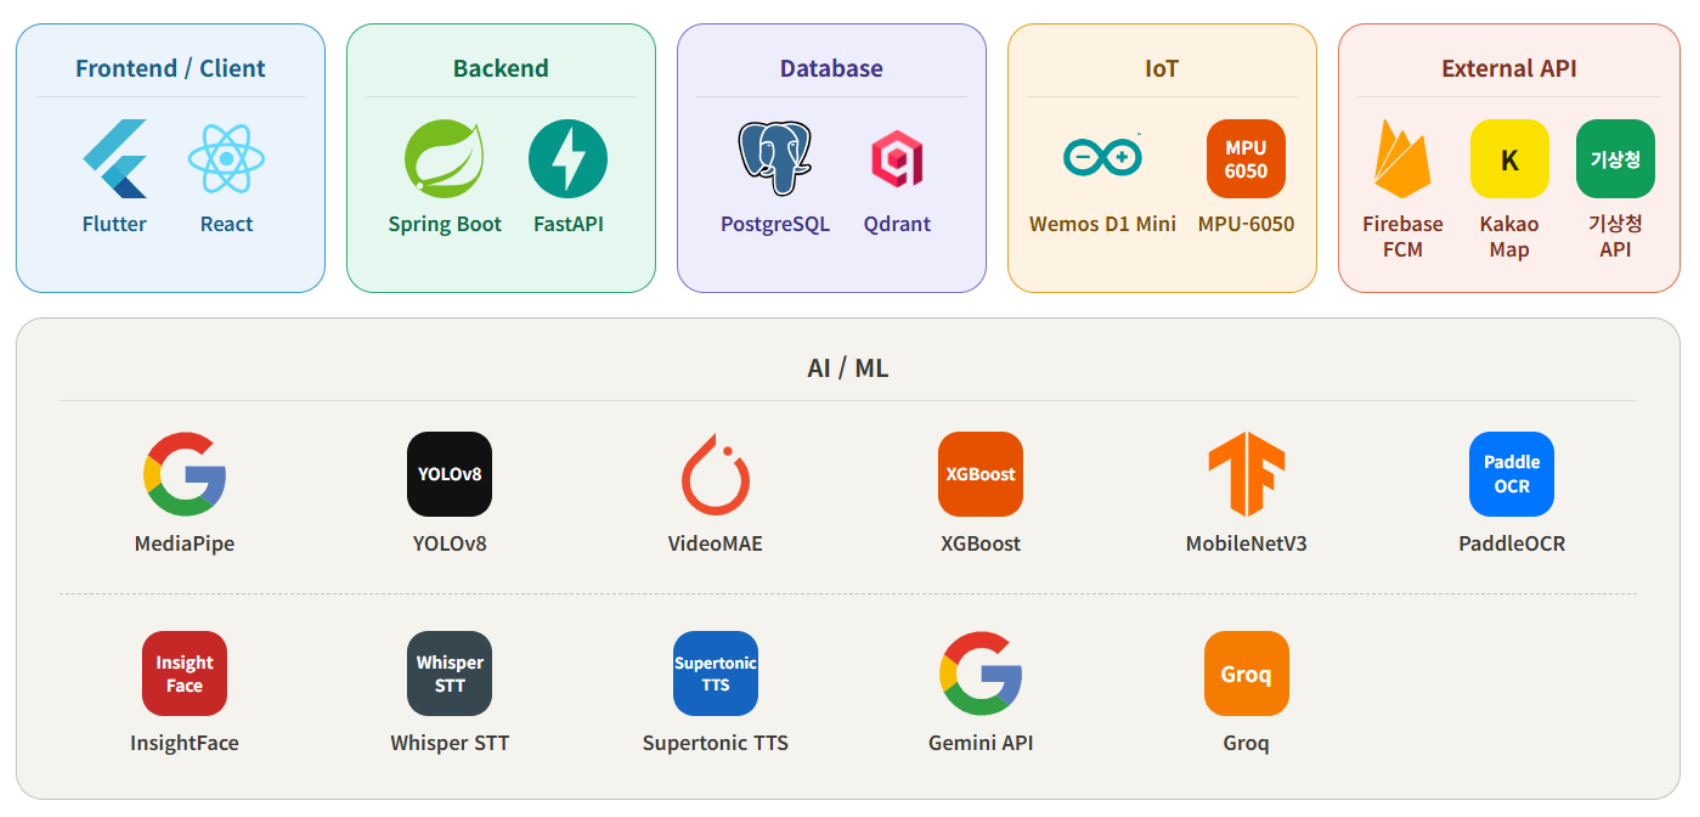 Frontend / Client
Backend
Database
IoT
External API
MPU
6050
K
기상청
Flutter
React
Spring Boot
FastAPI
PostgreSQL
Qdrant
Wemos D1 Mini
MPU-6050
Firebase
FCM
Kakao
Map
기상청
API
AI / ML
YOLOv8
XGBoost
Paddle
OCR
MediaPipe
YOLOv8
VideoMAE
XGBoost
MobileNetV3
PaddleOCR
Insight
Face
Whisper
STT
Supertonic
TTS
Groq
InsightFace
Whisper STT
Supertonic TTS
Gemini API
Groq